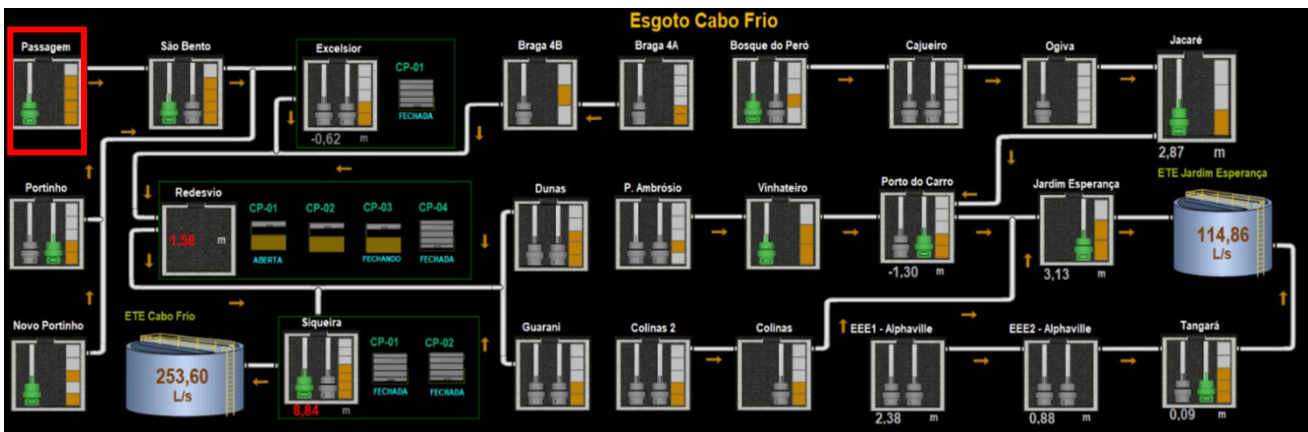 Esgoto Cabo Frio
Passagem
São Bento
Excelsior
CP-01
FECHADA
-0,62 m
Braga 4B
Braga 4A
Bosque do Peró
Cajueiro
Ogiva
Jacaré
2,87 m
Portinho
Redesvio
1,58 m
CP-01
ABERTA
CP-02
CP-03
FECHANDO
CP-04
FECHADA
Dunas
P. Ambrósio
Vinhateiro
Porto do Carro
-1,30 m
Jardim Esperança
3,13 m
ETE Jardim Esperança
114,86
L/s
Novo Portinho
ETE Cabo Frio
253,60
L/s
Siqueira
8,84 m
CP-01
FECHADA
CP-02
FECHADA
Guarani
Colinas 2
Colinas
EEE1 - Alphaville
2,38 m
EEE2 - Alphaville
0,88 m
Tangará
0,09 m